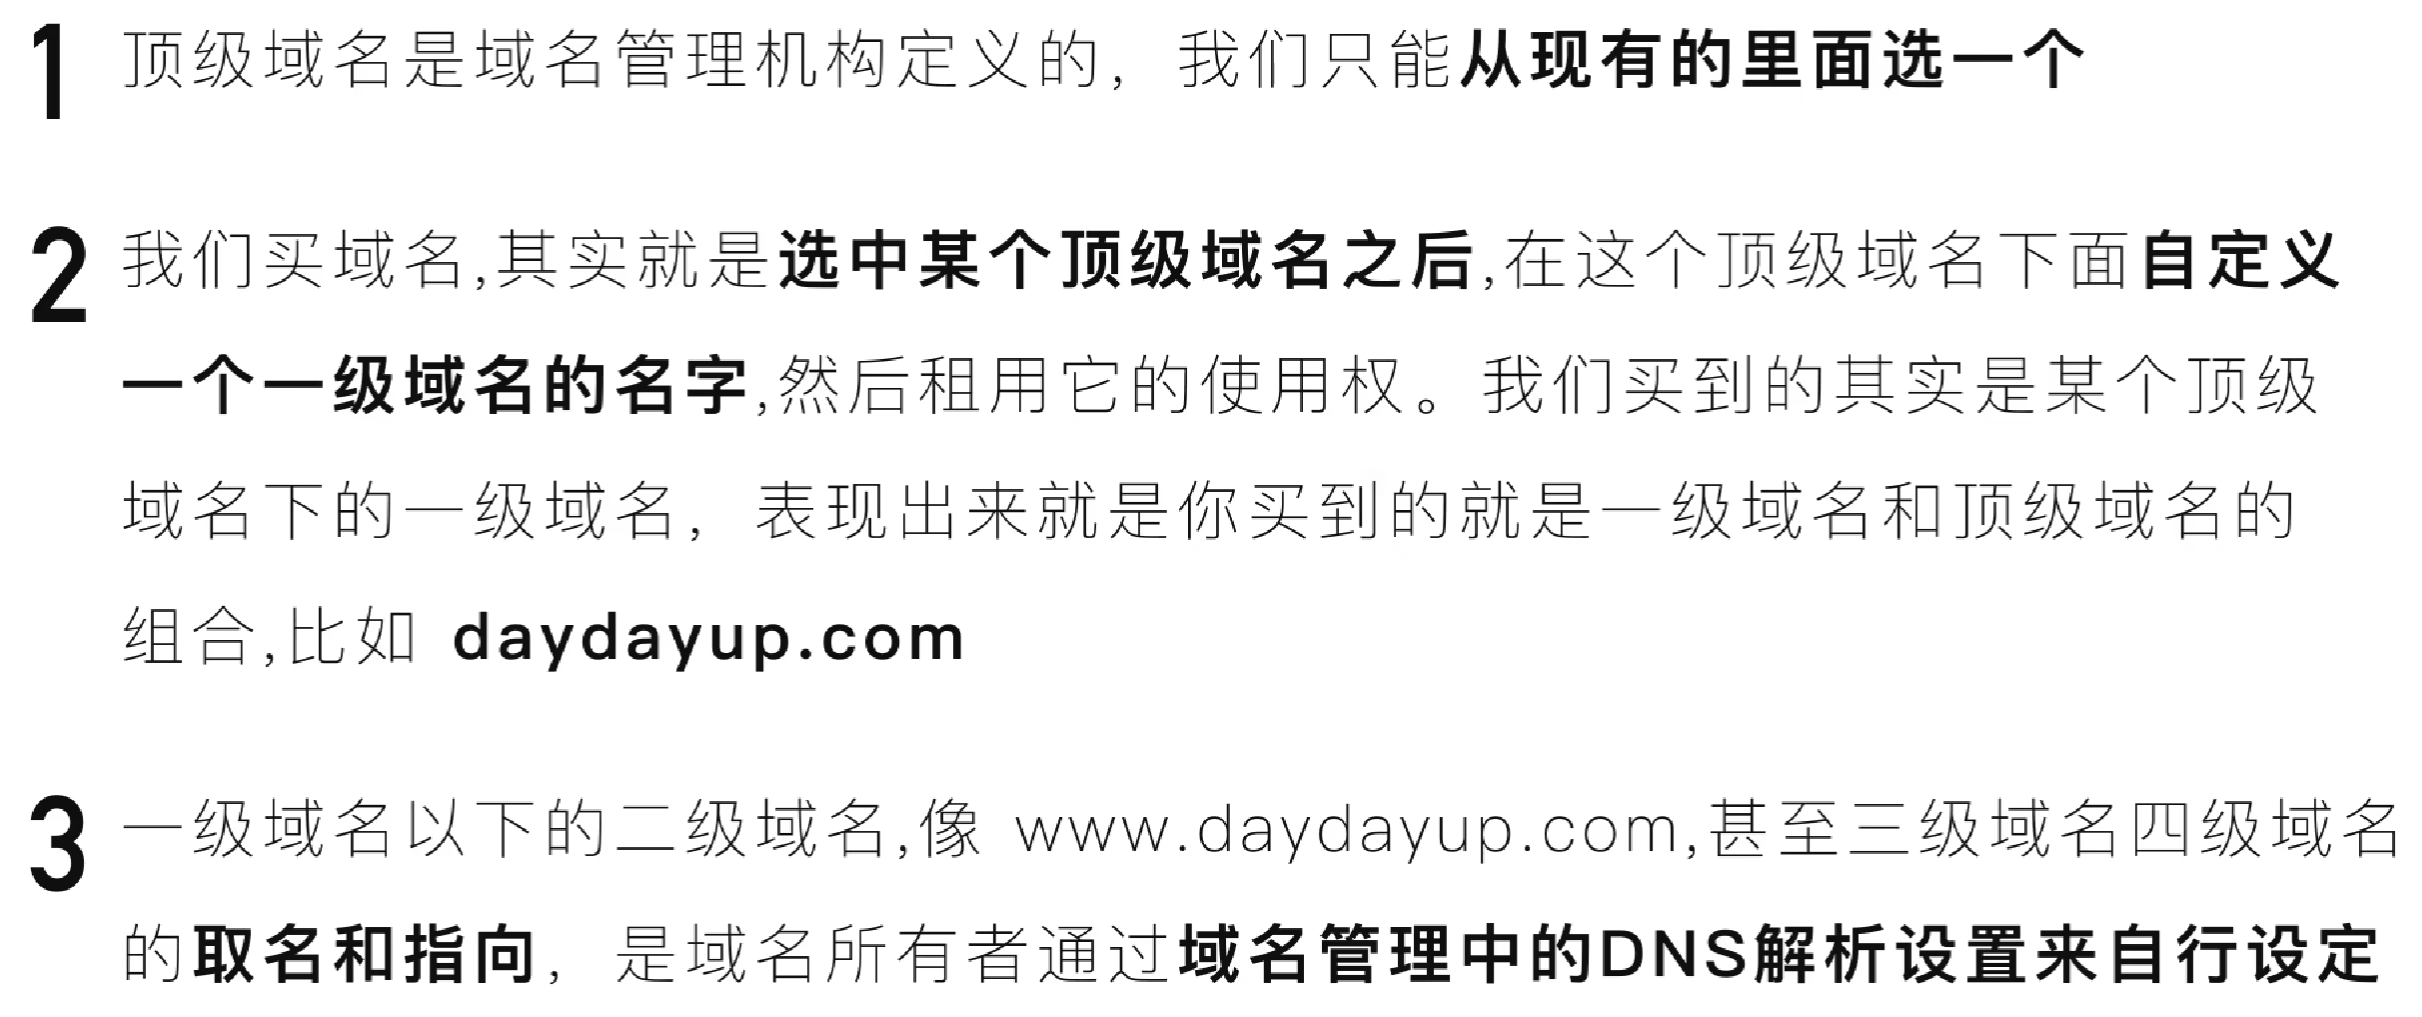 1 顶级域名是域名管理机构定义的，我们只能从现有的里面选一个
2 我们买域名,其实就是选中某个顶级域名之后,在这个顶级域名下面自定义
一个一级域名的名字,然后租用它的使用权。我们买到的其实是某个顶级
域名下的一级域名，表现出来就是你买到的就是一级域名和顶级域名的
组合,比如 daydayup.com
3 一级域名以下的二级域名,像 www.daydayup.com,甚至三级域名四级域名
的取名和指向，是域名所有者通过域名管理中的DNS解析设置来自行设定